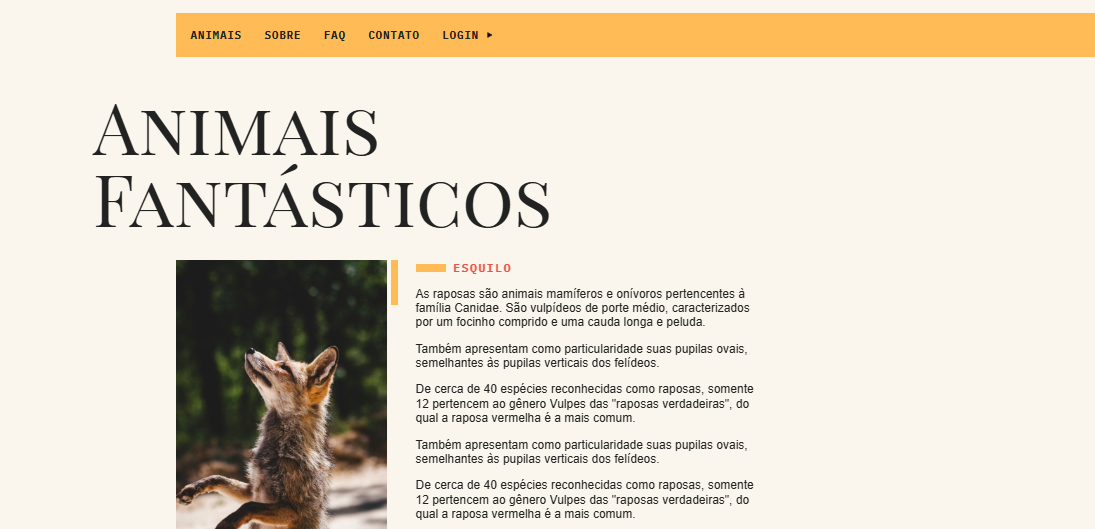 ANIMAIS SOBRE FAQ CONTATO LOGIN ▸
ANIMAIS
FANTÁSTICOS
ESQUILO
As raposas são animais mamíferos e onívoros pertencentes à
família Canidae. São vulpídeos de porte médio, caracterizados
por um focinho comprido e uma cauda longa e peluda.
Também apresentam como particularidade suas pupilas ovais,
semelhantes às pupilas verticais dos felídeos.
De cerca de 40 espécies reconhecidas como raposas, somente
12 pertencem ao gênero Vulpes das "raposas verdadeiras", do
qual a raposa vermelha é a mais comum.
Também apresentam como particularidade suas pupilas ovais,
semelhantes às pupilas verticais dos felídeos.
De cerca de 40 espécies reconhecidas como raposas, somente
12 pertencem ao gênero Vulpes das "raposas verdadeiras", do
qual a raposa vermelha é a mais comum.